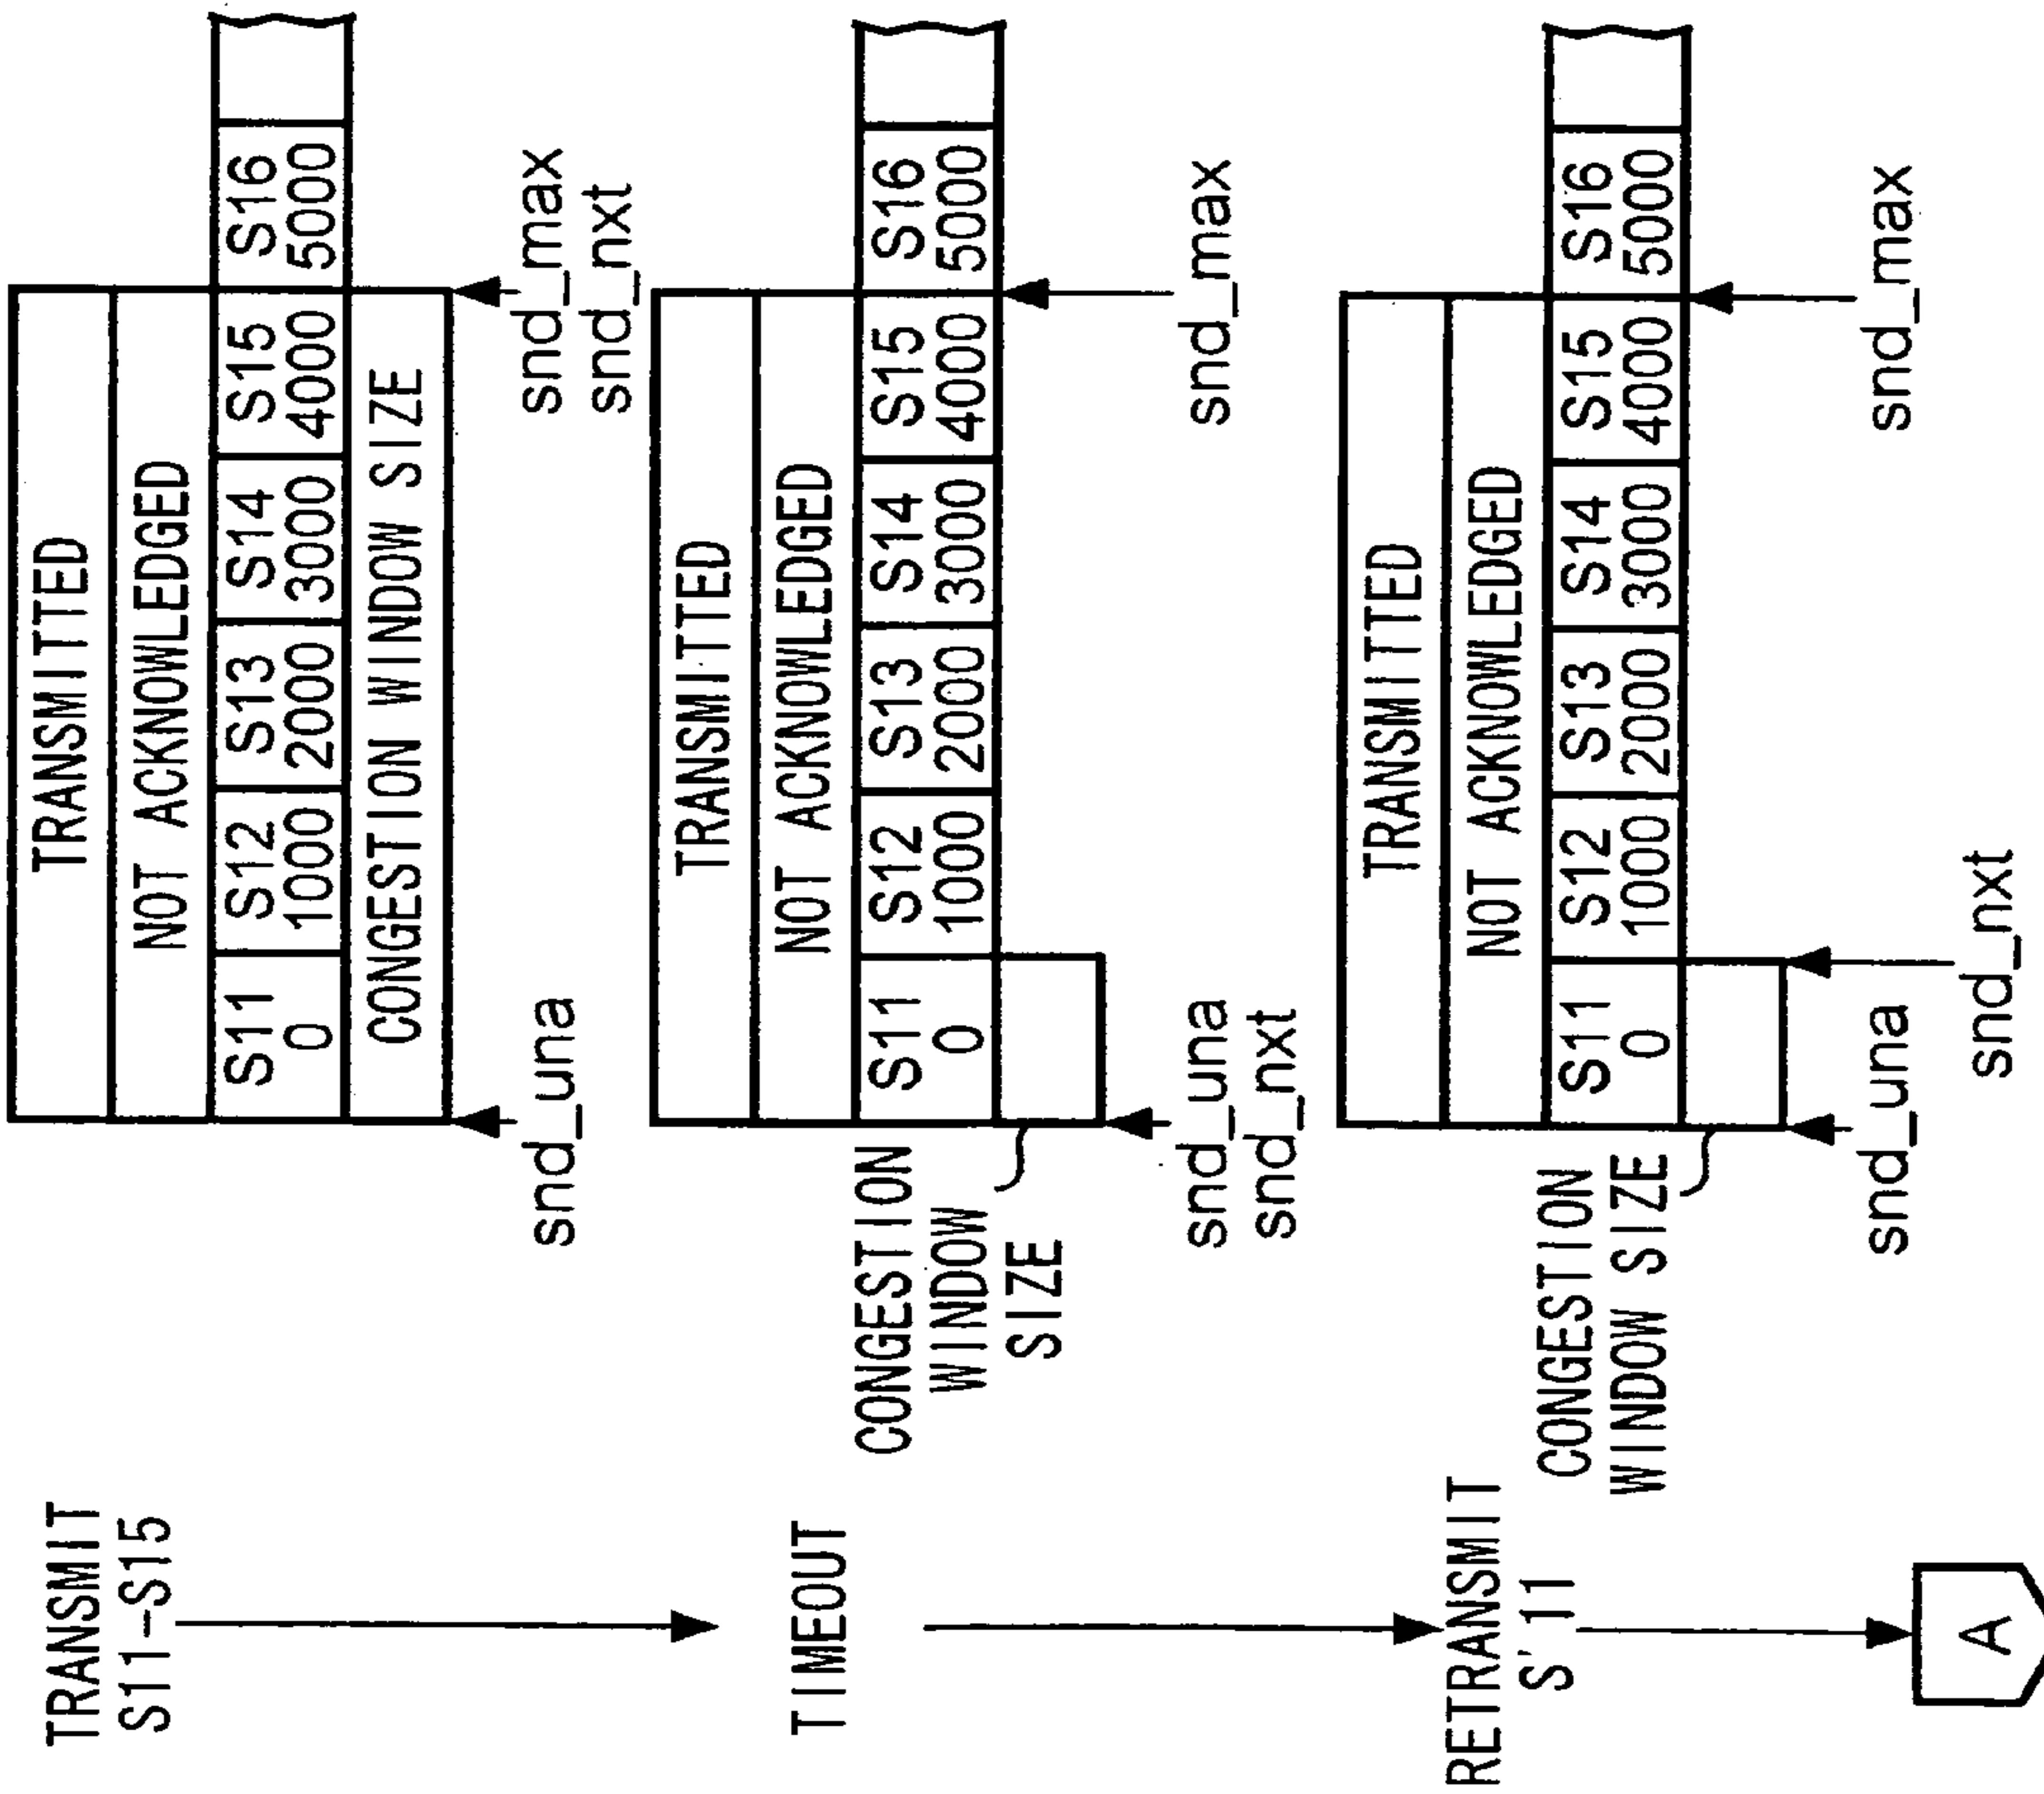 TRANSMIT
S11-S15
TRANSMITTED
NOT ACKNOWLEDGED
S11 S12 S13 S14 S15 S16
0 1000 2000 3000 4000 5000
CONGESTION WINDOW SIZE
snd_una snd_max
snd_nxt
TIMEOUT
TRANSMITTED
NOT ACKNOWLEDGED
S11 S12 S13 S14 S15 S16
0 1000 2000 3000 4000 5000
CONGESTION
WINDOW
SIZE
snd_una snd_max
snd_nxt
RETRANSMIT
S'11
TRANSMITTED
NOT ACKNOWLEDGED
S11 S12 S13 S14 S15 S16
0 1000 2000 3000 4000 5000
CONGESTION
WINDOW SIZE
snd_una snd_max
snd_nxt
A